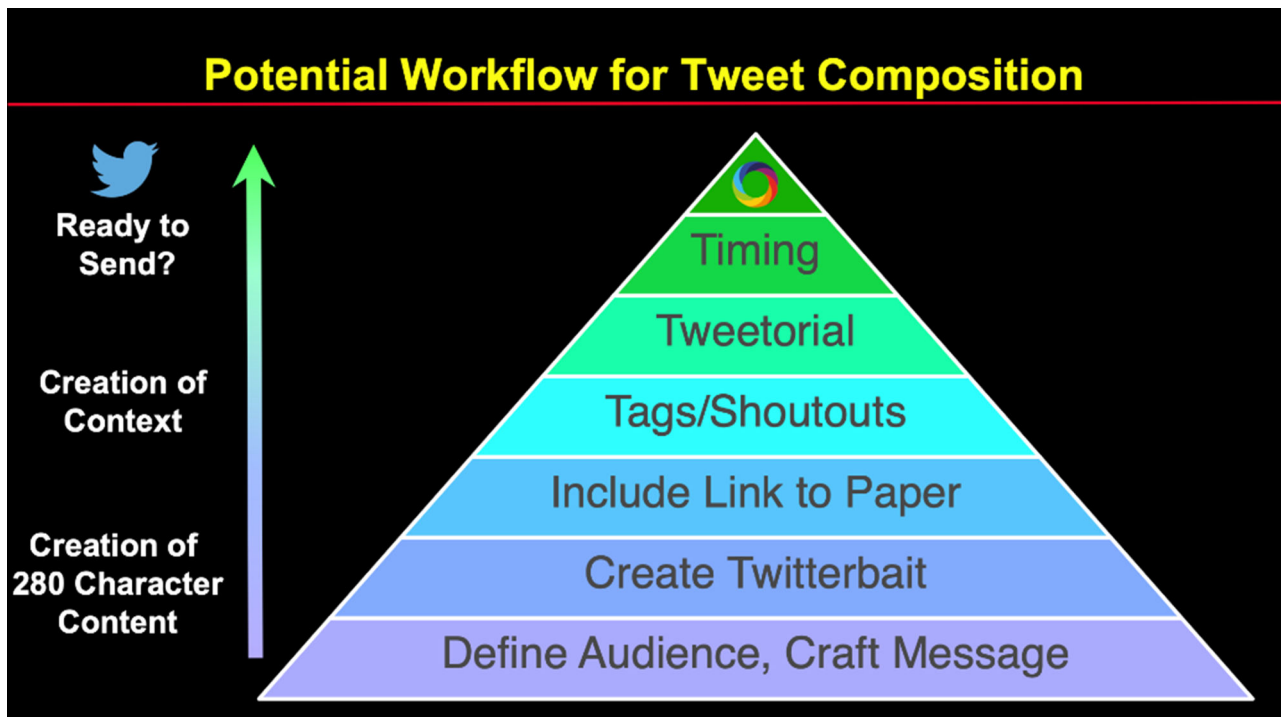 Potential Workflow for Tweet Composition
Ready to
Send?
Creation of
Context
Creation of
280 Character
Content
Timing
Tweetorial
Tags/Shoutouts
Include Link to Paper
Create Twitterbait
Define Audience, Craft Message